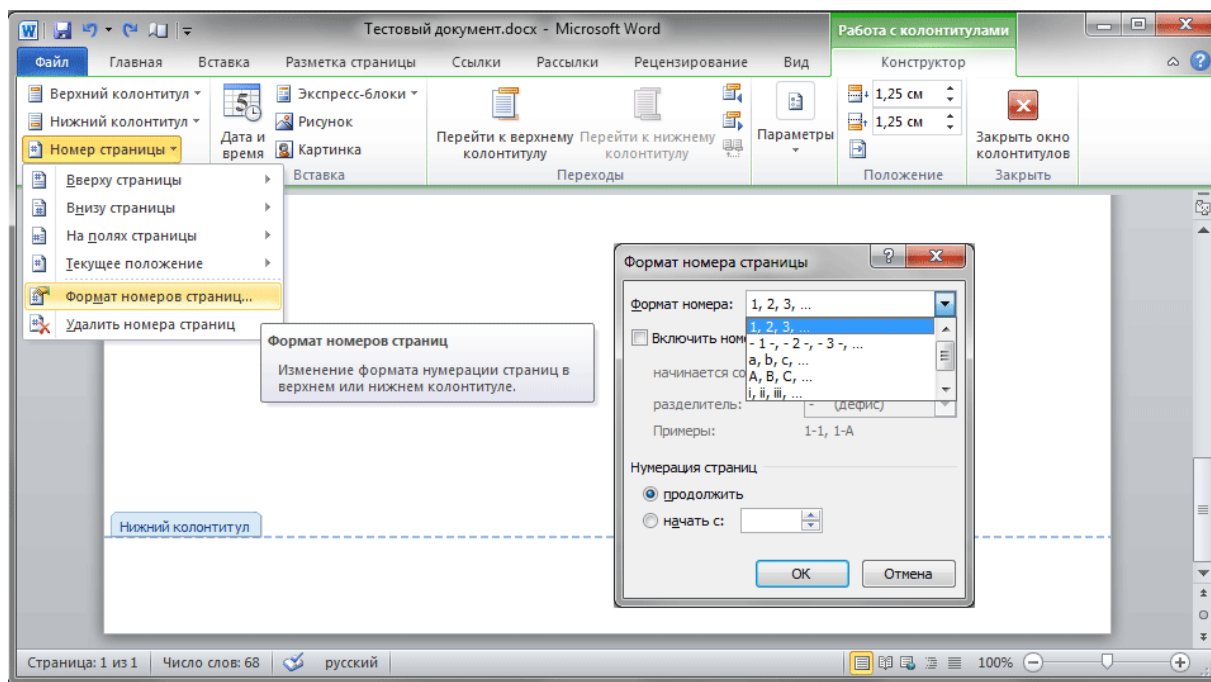 Тестовый документ.docx - Microsoft Word
Работа с колонтитулами
Файл Главная Вставка Разметка страницы Ссылки Рассылки Рецензирование Вид Конструктор
Верхний колонтитул
Нижний колонтитул
Номер страницы
Дата и время
Экспресс-блоки
Рисунок
Картинка
Вставка
Перейти к верхнему колонтитулу
Перейти к нижнему колонтитулу
Переходы
Параметры
1,25 см
1,25 см
Положение
Закрыть окно колонтитулов
Закрыть
Вверху страницы
Внизу страницы
На полях страницы
Текущее положение
Формат номеров страниц...
Удалить номера страниц
Формат номеров страниц
Изменение формата нумерации страниц в
верхнем или нижнем колонтитуле.
Формат номера страницы
Формат номера: 1, 2, 3, ...
1, 2, 3, ...
- 1 -, - 2 -, - 3 -, ...
a, b, c, ...
A, B, C, ...
i, ii, iii, ...
Включить
начинается
разделитель: - (дефис)
Примеры: 1-1, 1-A
Нумерация страниц
продолжить
начать с:
ОК Отмена
Нижний колонтитул
Страница: 1 из 1 Число слов: 68 русский 100%